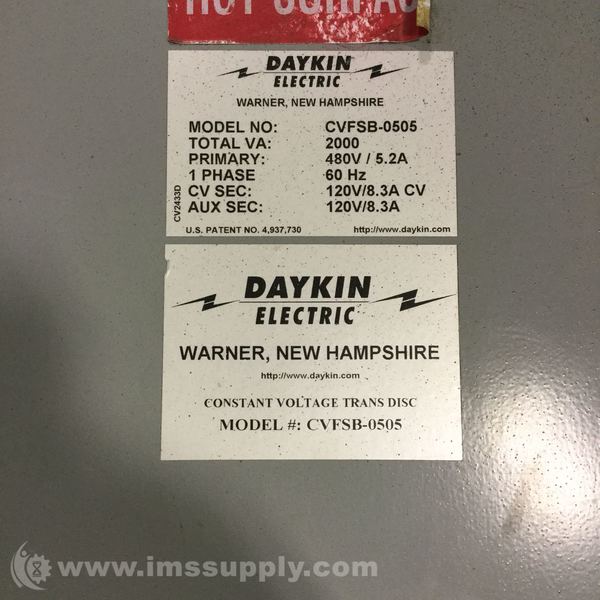 HOT SURFAC
DAYKIN
ELECTRIC
WARNER, NEW HAMPSHIRE
MODEL NO: CVFSB-0505
TOTAL VA: 2000
PRIMARY: 480V / 5.2A
1 PHASE 60 Hz
CV SEC: 120V/8.3A CV
AUX SEC: 120V/8.3A
CV2433D
U.S. PATENT NO. 4,937,730 http://www.daykin.com
DAYKIN
ELECTRIC
WARNER, NEW HAMPSHIRE
http://www.daykin.com
CONSTANT VOLTAGE TRANS DISC
MODEL #: CVFSB-0505
www.imssupply.com